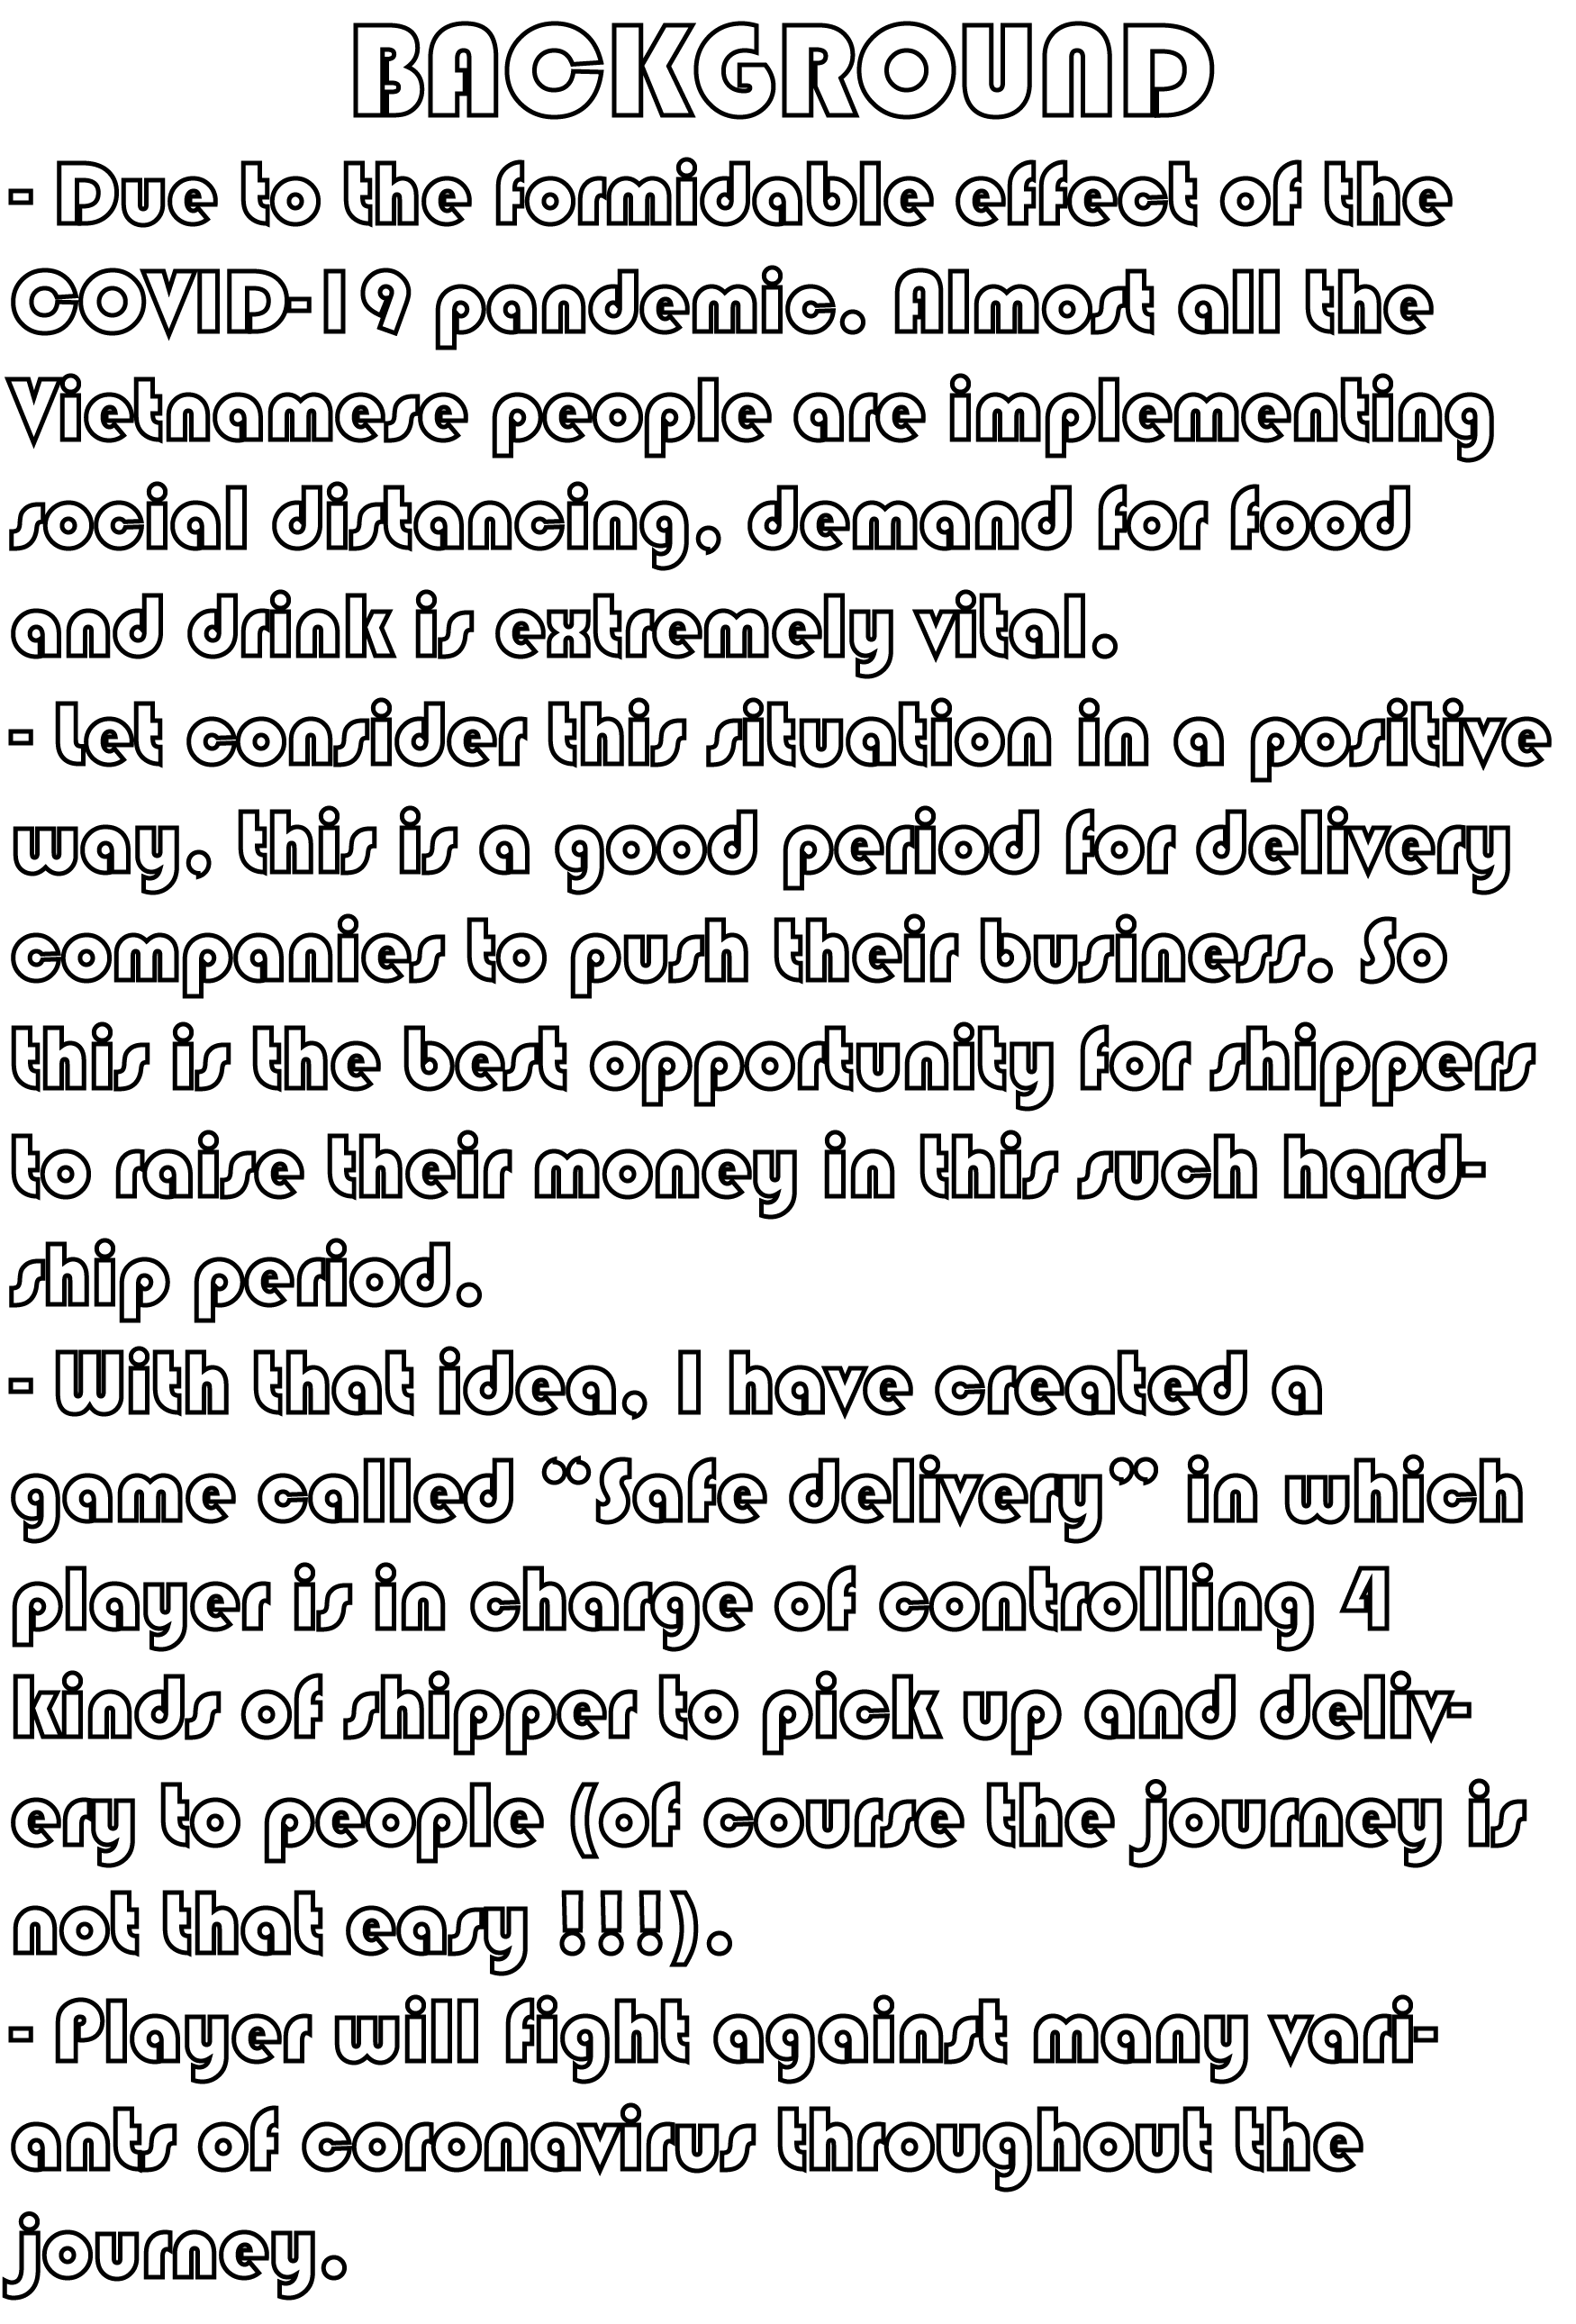 BACKGROUND
- Due to the formidable effect of the
COVID-19 pandemic. Almost all the
Vietnamese people are implementing
social distancing, demand for food
and drink is extremely vital.
- Let consider this situation in a positive
way, this is a good period for delivery
companies to push their business. So
this is the best opportunity for shippers
to raise their money in this such hard-
ship period.
- With that idea, I have created a
game called “Safe delivery” in which
player is in charge of controlling 4
kinds of shipper to pick up and deliv-
ery to people (of course the journey is
not that easy !!!).
- Player will fight against many vari-
ants of coronavirus throughout the
journey.